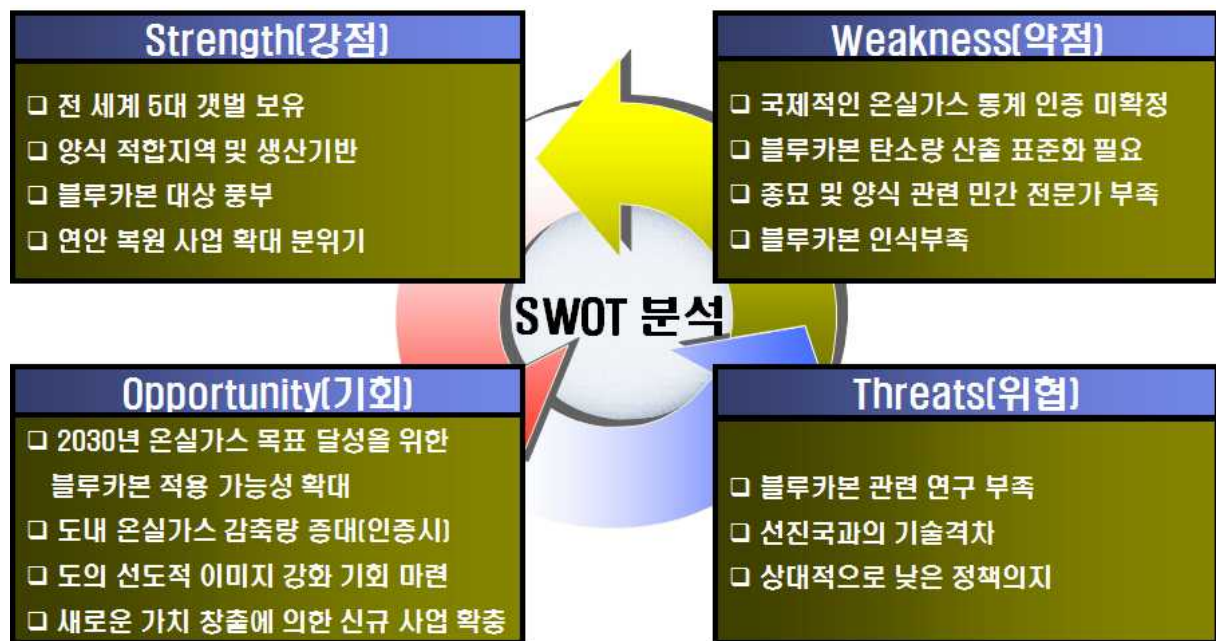 Strength(강점)
❑ 전 세계 5대 갯벌 보유
❑ 양식 적합지역 및 생산기반
❑ 블루카본 대상 풍부
❑ 연안 복원 사업 확대 분위기
Weakness(약점)
❑ 국제적인 온실가스 통계 인증 미확정
❑ 블루카본 탄소량 산출 표준화 필요
❑ 종묘 및 양식 관련 민간 전문가 부족
❑ 블루카본 인식부족
SWOT 분석
Opportunity(기회)
❑ 2030년 온실가스 목표 달성을 위한
블루카본 적용 가능성 확대
❑ 도내 온실가스 감축량 증대(인증시)
❑ 도의 선도적 이미지 강화 기회 마련
❑ 새로운 가치 창출에 의한 신규 사업 확충
Threats(위협)
❑ 블루카본 관련 연구 부족
❑ 선진국과의 기술격차
❑ 상대적으로 낮은 정책의지